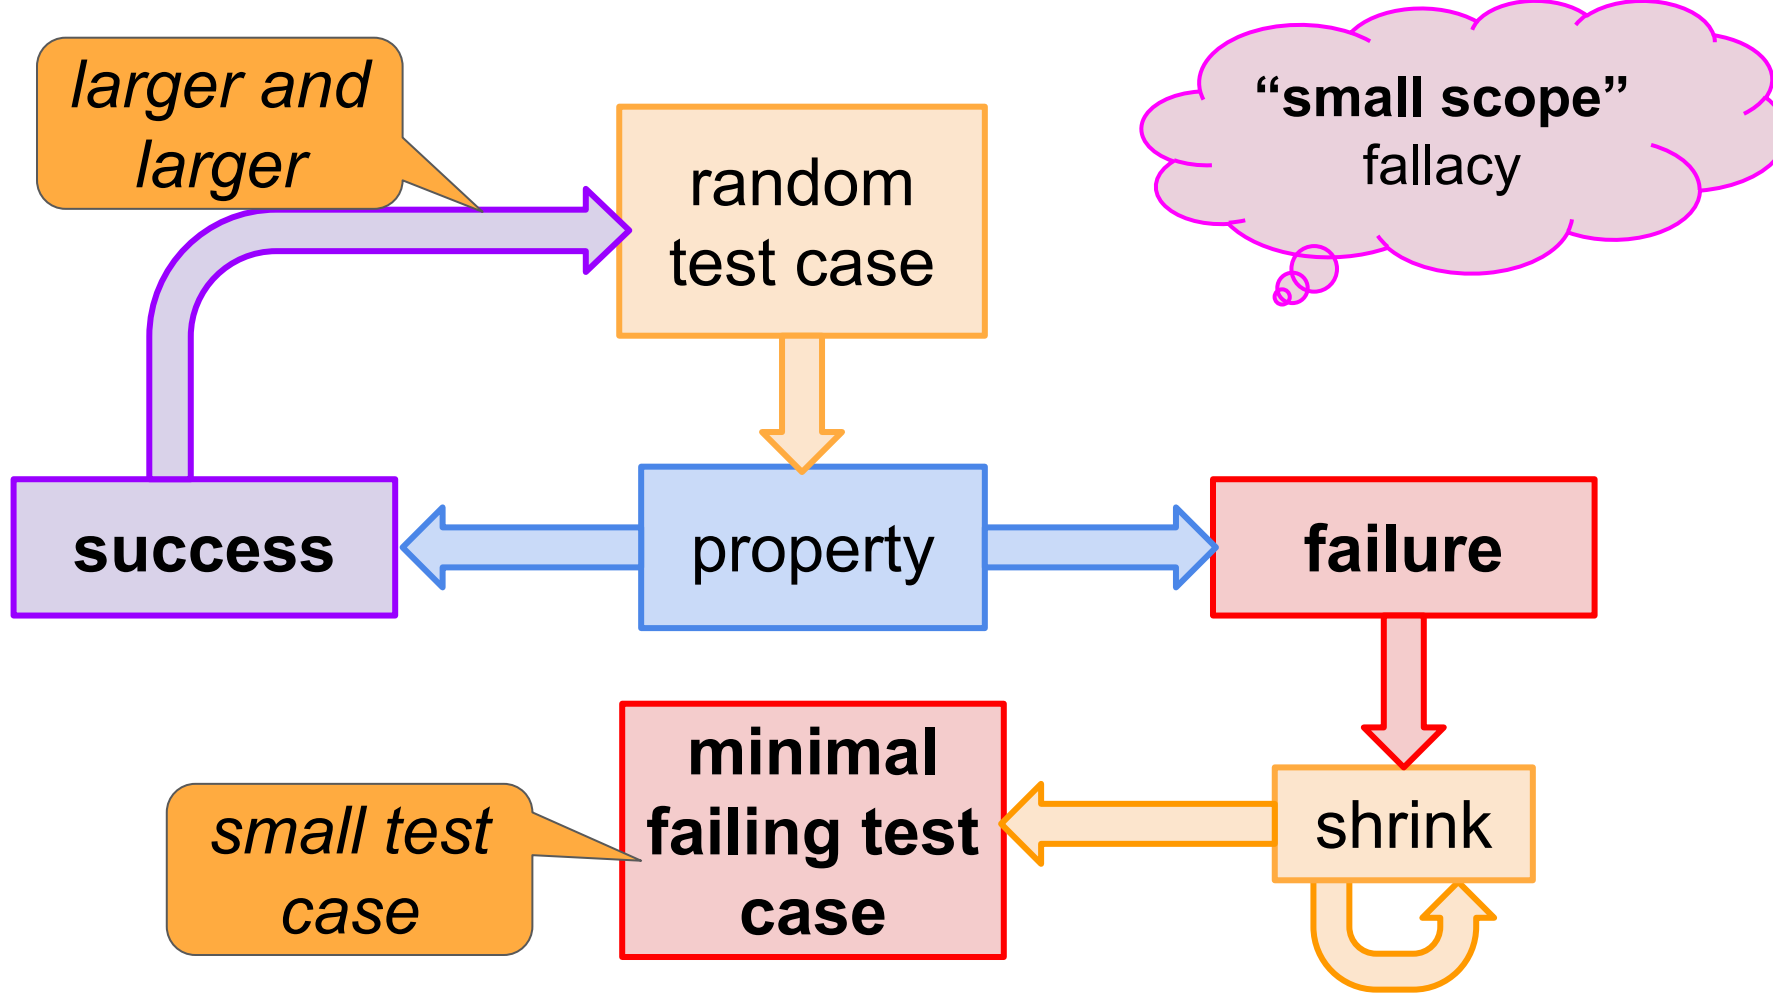 larger and
larger
random
test case
“small scope”
fallacy
success
property
failure
minimal
failing test
case
small test
case
shrink